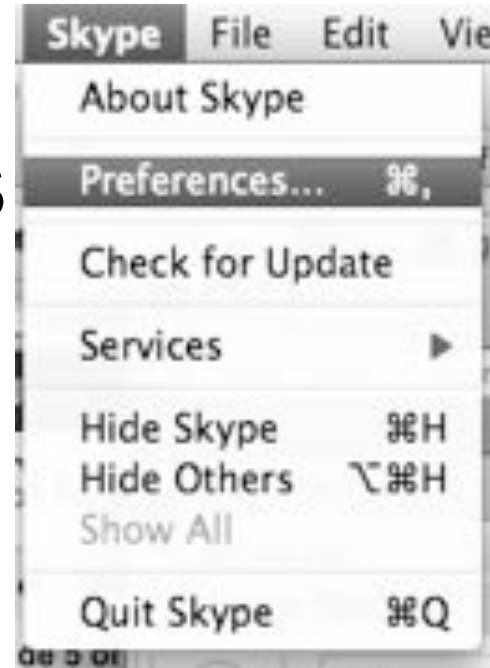 Skype File Edit Vie
About Skype
Preferences... ⌘,
Check for Update
Services ▶
Hide Skype ⌘H
Hide Others ⌥⌘H
Show All
Quit Skype ⌘Q